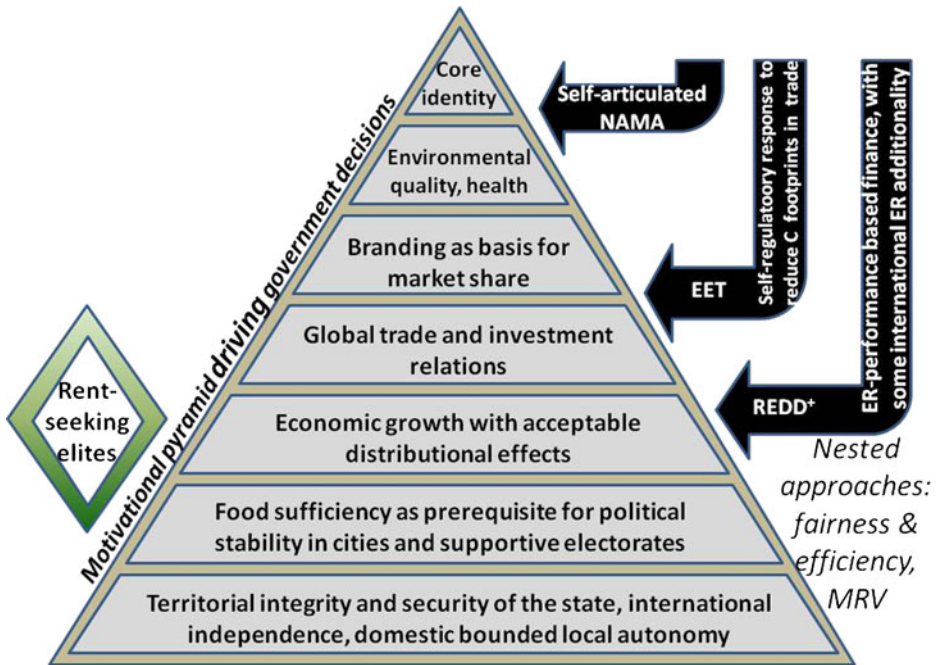 Core
identity
Environmental
quality, health
Branding as basis for
market share
Global trade and investment
relations
Economic growth with acceptable
distributional effects
Food sufficiency as prerequisite for political
stability in cities and supportive electorates
Territorial integrity and security of the state, international
independence, domestic bounded local autonomy
Motivational pyramid driving government decisions
Rent-
seeking
elites
Self-articulated
NAMA
EET
Self-regulatory response to
reduce C footprints in trade
REDD⁺
ER-performance based finance, with
some international ER additionality
Nested
approaches:
fairness &
efficiency,
MRV